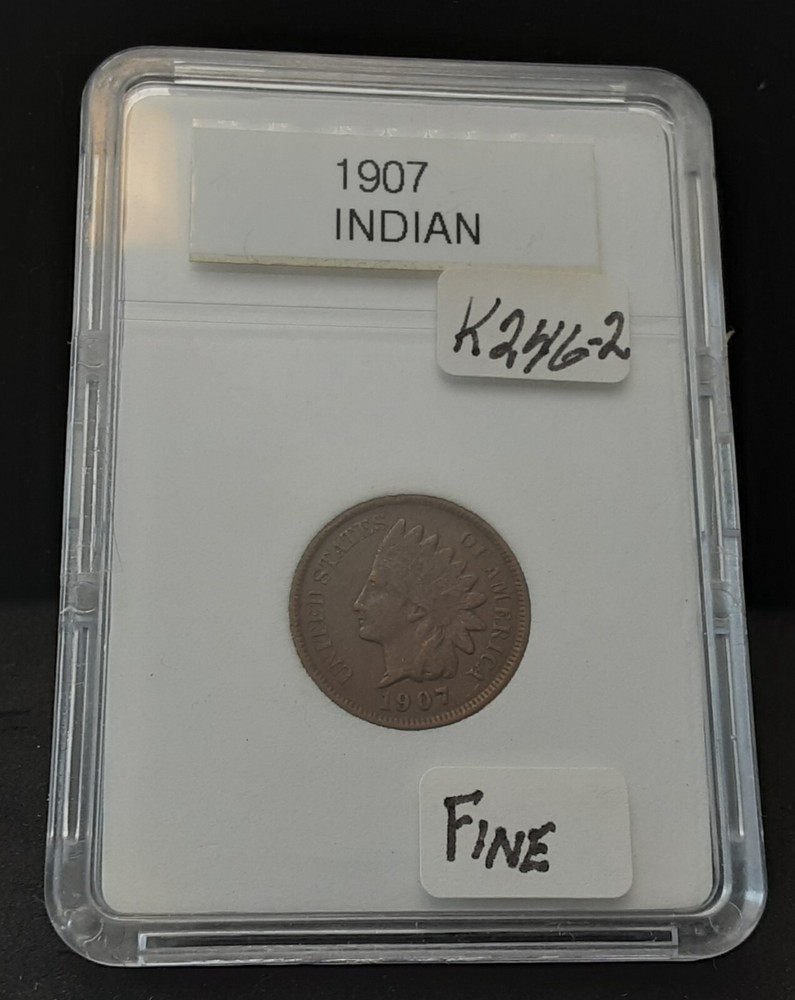 1907
INDIAN
K246-2
UNITED STATES OF AMERICA
1907
FINE